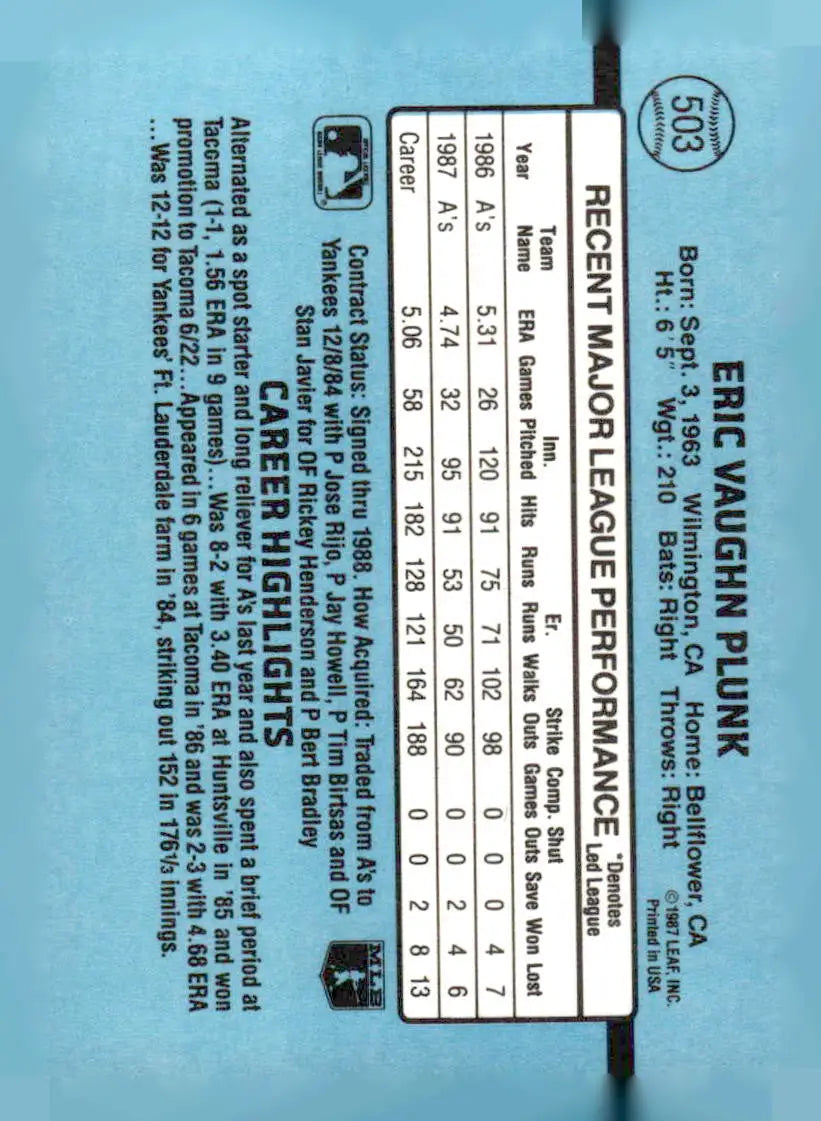 503
ERIC VAUGHN PLUNK
Born: Sept. 3, 1963 Wilmington, CA Home: Bellflower, CA
Ht.: 6'5" Wgt.: 210 Bats: Right Throws: Right
©1987 LEAF, INC.
Printed in USA
RECENT MAJOR LEAGUE PERFORMANCE *Denotes Led League
Team Inn. Er. Strike Comp. Shut
Year Name ERA Games Pitched Hits Runs Runs Walks Outs Games Outs Save Won Lost
1986 A's 5.31 26 120 91 75 71 102 98 0 0 0 4 7
1987 A's 4.74 32 95 91 53 50 62 90 0 0 2 4 6
Career 5.06 58 215 182 128 121 164 188 0 0 2 8 13
Contract Status: Signed thru 1988. How Acquired: Traded from A's to
Yankees 12/8/84 with P Jose Rijo, P Jay Howell, P Tim Birtsas and OF
Stan Javier for OF Rickey Henderson and P Bert Bradley
MLB
CAREER HIGHLIGHTS
Alternated as a spot starter and long reliever for A's last year and also spent a brief period at
Tacoma (1-1, 1.56 ERA in 9 games)...Was 8-2 with 3.40 ERA at Huntsville in '85 and won
promotion to Tacoma 6/22...Appeared in 6 games at Tacoma in '86 and was 2-3 with 4.68 ERA
...Was 12-12 for Yankees' Ft. Lauderdale farm in '84, striking out 152 in 176 1/3 innings.